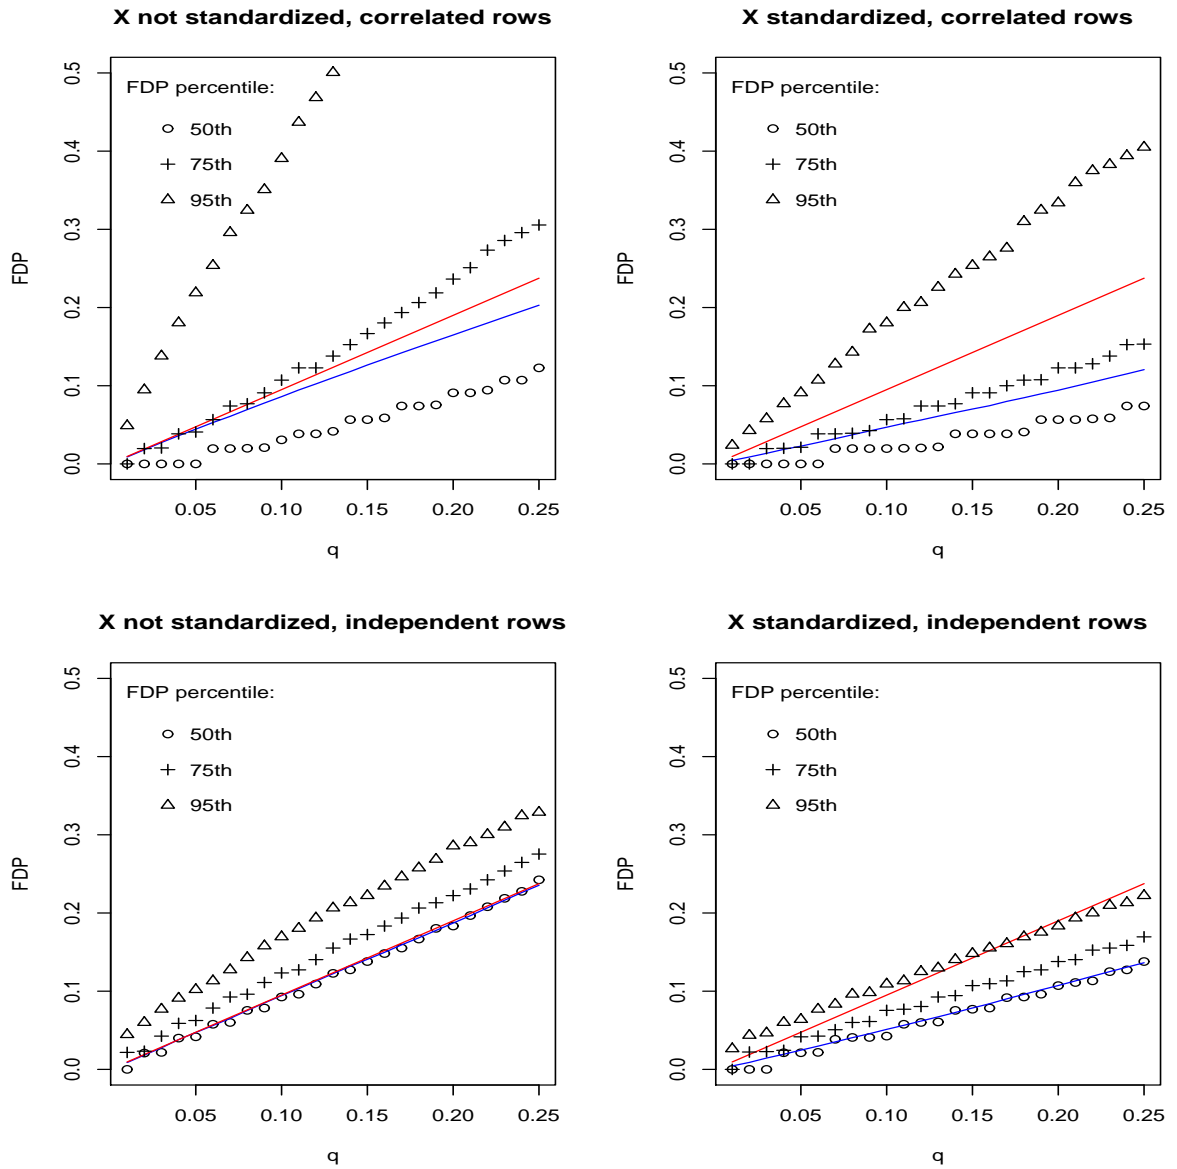 X not standardized, correlated rows
FDP percentile:
50th
75th
95th
FDP
0.0
0.1
0.2
0.3
0.4
0.5
0.05
0.10
0.15
0.20
0.25
q
X standardized, correlated rows
FDP percentile:
50th
75th
95th
FDP
0.0
0.1
0.2
0.3
0.4
0.5
0.05
0.10
0.15
0.20
0.25
q
X not standardized, independent rows
FDP percentile:
50th
75th
95th
FDP
0.0
0.1
0.2
0.3
0.4
0.5
0.05
0.10
0.15
0.20
0.25
q
X standardized, independent rows
FDP percentile:
50th
75th
95th
FDP
0.0
0.1
0.2
0.3
0.4
0.5
0.05
0.10
0.15
0.20
0.25
q